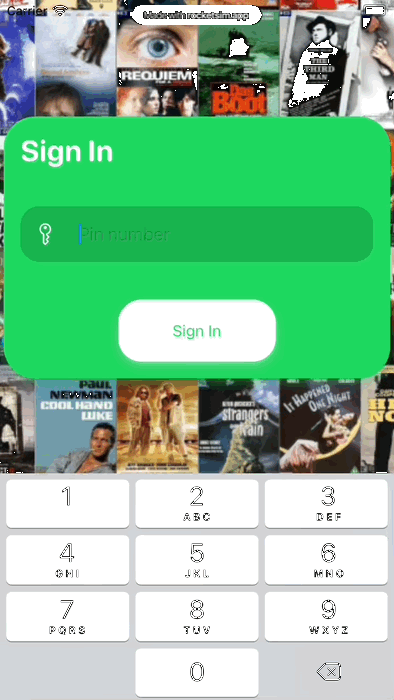 Carrier
Made with rocketsim.app
REQUIEM
Das
Boot
THE
THIRD
MAN
Sign In
Pin number
Sign In
PAUL
NEWMAN
COOL HAND
LUKE
strangers
on a train
IT HAPPENED
ONE NIGHT
1
2
ABC
3
DEF
4
GHI
5
JKL
6
MNO
7
PQRS
8
TUV
9
WXYZ
0